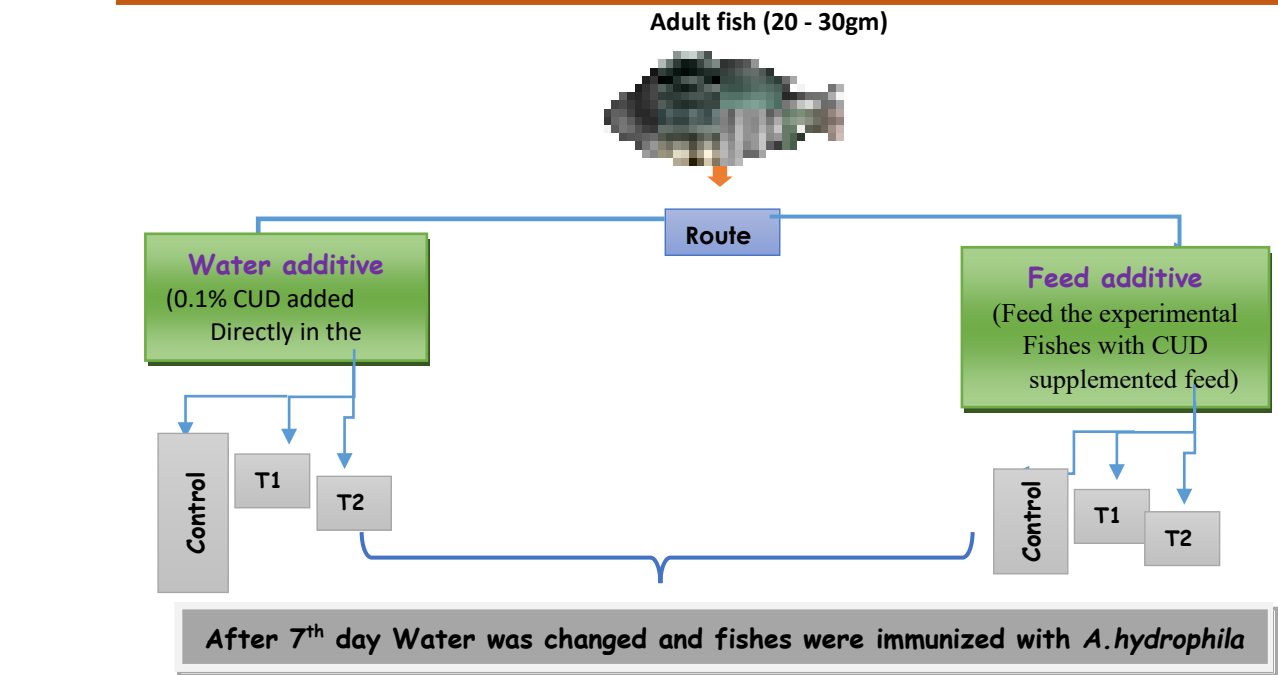 Adult fish (20 - 30gm)
Route
Water additive
(0.1% CUD added
Directly in the
Feed additive
(Feed the experimental
Fishes with CUD
supplemented feed)
Control
T1
T2
Control
T1
T2
After 7th day Water was changed and fishes were immunized with A.hydrophila